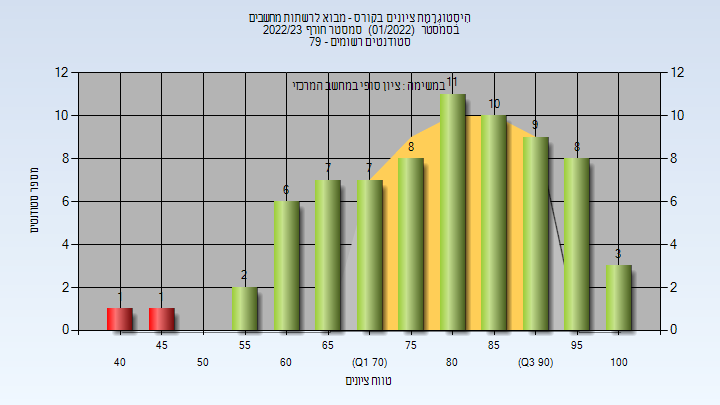 היסטוגרמת ציונים בקורס - מבוא לרשתות מחשבים
בסמסטר (01/2022) סמסטר חורף 2022/23
סטודנטים רשומים - 79
במשימה : ציון סופי במחשב המרכזי
מספר סטודנטים
12 12
10 10
8 8
6 6
4 4
2 2
0 0
1 1 2 6 7 7 8 11 10 9 8 3
45 55 65 75 85 95
40 50 60 (Q1 70) 80 (Q3 90) 100
טווח ציונים